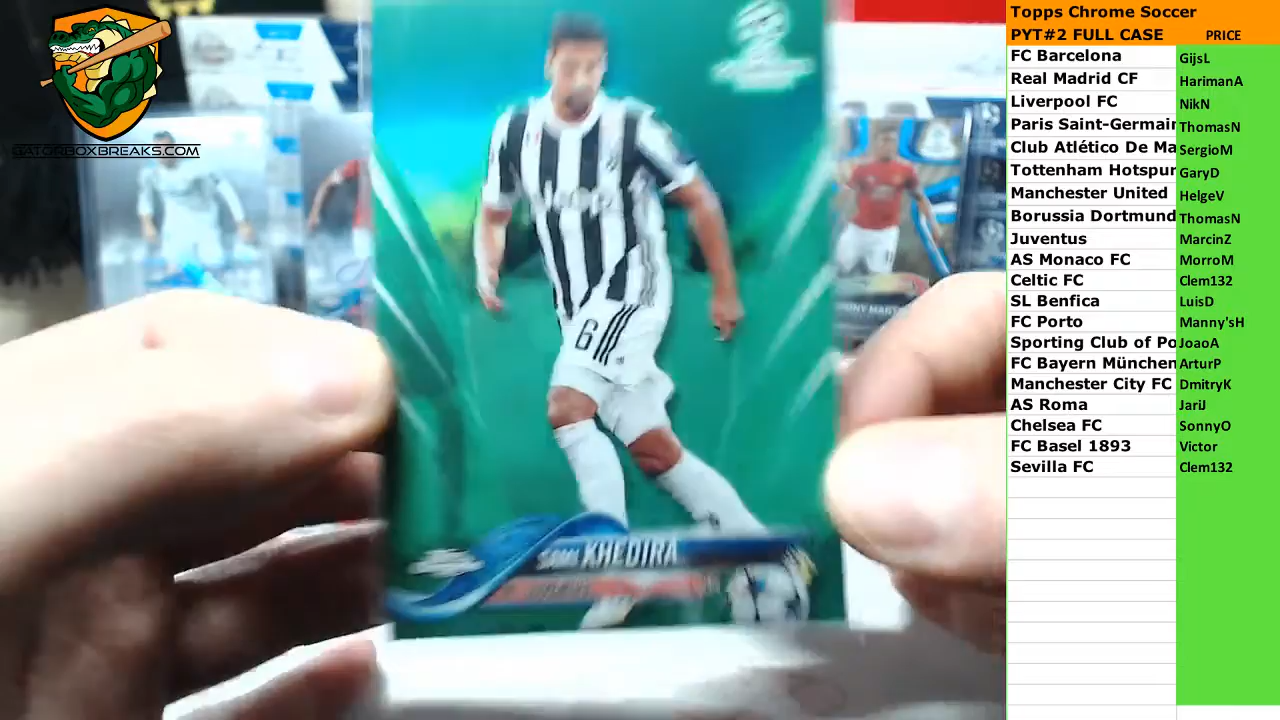 GATORBOXBREAKS.COM
Juventus
6
SAMI KHEDIRA
Topps Chrome Soccer
PYT#2 FULL CASE PRICE
FC Barcelona GijsL
Real Madrid CF HarimanA
Liverpool FC NikN
Paris Saint-Germain ThomasN
Club Atlético De Ma SergioM
Tottenham Hotspur GaryD
Manchester United HelgeV
Borussia Dortmund ThomasN
Juventus MarcinZ
AS Monaco FC MorroM
Celtic FC Clem132
SL Benfica LuisD
FC Porto Manny'sH
Sporting Club of Po JoaoA
FC Bayern München ArturP
Manchester City FC DmitryK
AS Roma JariJ
Chelsea FC SonnyO
FC Basel 1893 Victor
Sevilla FC Clem132